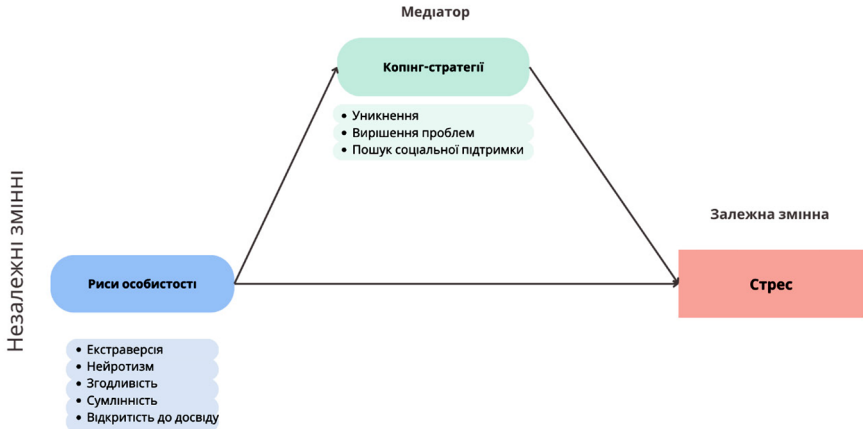 Медіатор
Копінг-стратегії
• Уникнення
• Вирішення проблем
• Пошук соціальної підтримки
Незалежні змінні
Залежна змінна
Риси особистості
Стрес
• Екстраверсія
• Нейротизм
• Згодливість
• Сумлінність
• Відкритість до досвіду